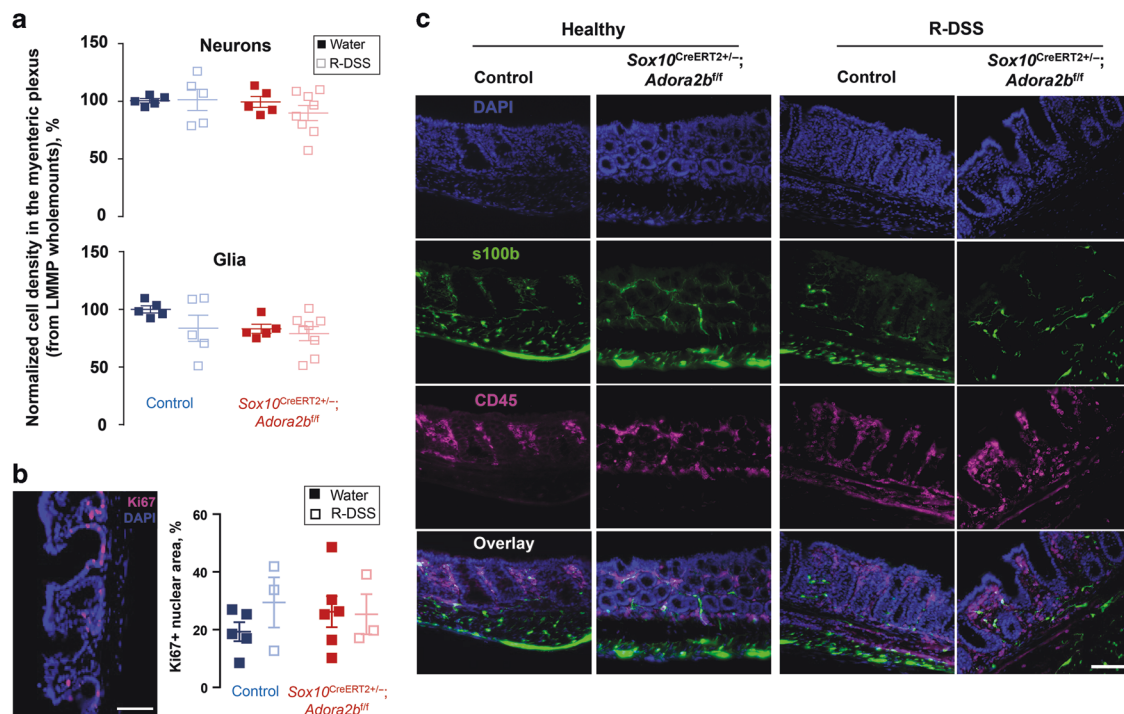 a
Normalized cell density in the myenteric plexus
(from LMMP wholemounts), %
Neurons
Water
R-DSS
150
100
50
0
Glia
150
100
50
0
Control
Sox10CreERT2+/−;
Adora2bf/f
b
Ki67
DAPI
Ki67+ nuclear area, %
Water
R-DSS
60
40
20
0
Control
Sox10CreERT2+/−;
Adora2bf/f
c
Healthy
R-DSS
Control
Sox10CreERT2+/−;
Adora2bf/f
Control
Sox10CreERT2+/−;
Adora2bf/f
DAPI
s100b
CD45
Overlay